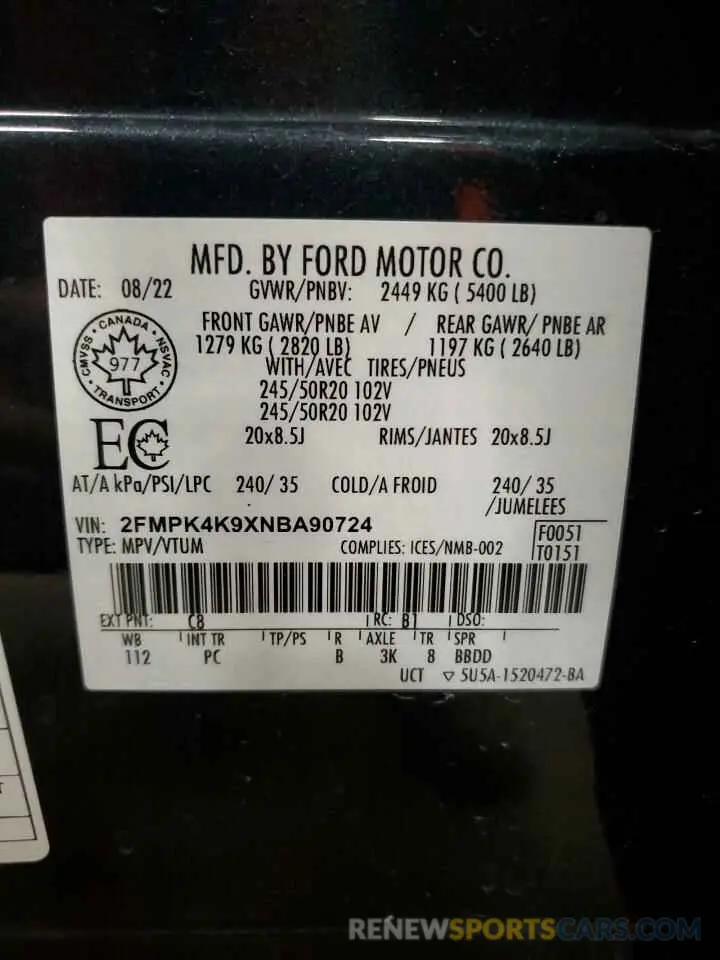 MFD. BY FORD MOTOR CO.
DATE: 08/22 GVWR/PNBV: 2449 KG ( 5400 LB)
FRONT GAWR/PNBE AV / REAR GAWR/ PNBE AR
1279 KG ( 2820 LB) 1197 KG ( 2640 LB)
WITH/AVEC TIRES/PNEUS
245/50R20 102V
245/50R20 102V
20x8.5J RIMS/JANTES 20x8.5J
CANADA
CMVSS 977 NSVAC
TRANSPORT
EC
AT/A kPa/PSI/LPC 240/ 35 COLD/A FROID 240/ 35
/JUMELEES
VIN: 2FMPK4K9XNBA90724 F0051
TYPE: MPV/VTUM COMPLIES: ICES/NMB-002 T0151
EXT PNT: C8 RC: B1 DSO:
WB INT TR TP/PS R AXLE TR SPR
112 PC B 3K 8 BBDD
UCT ▽ 5U5A-1520472-BA
T
RENEWSPORTSCARS.COM